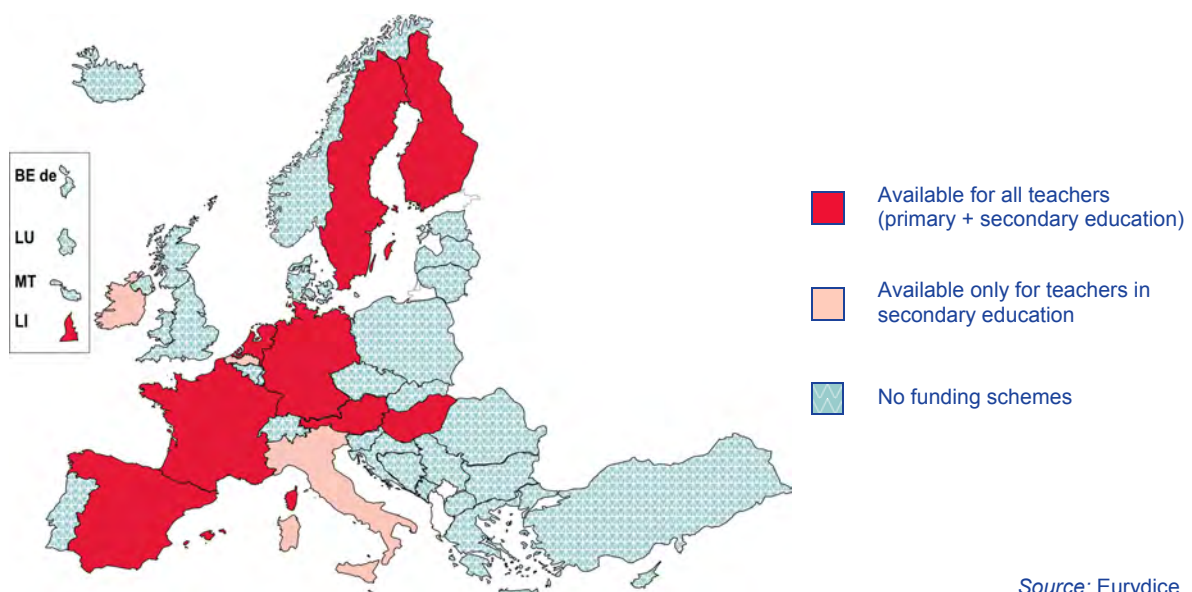 BE de
LU
MT
LI
Available for all teachers
(primary + secondary education)
Available only for teachers in
secondary education
No funding schemes
Source: Eurydice